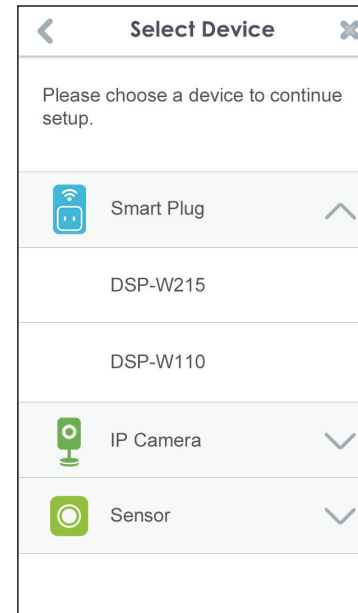 Select Device
Please choose a device to continue
setup.
Smart Plug
DSP-W215
DSP-W110
IP Camera
Sensor